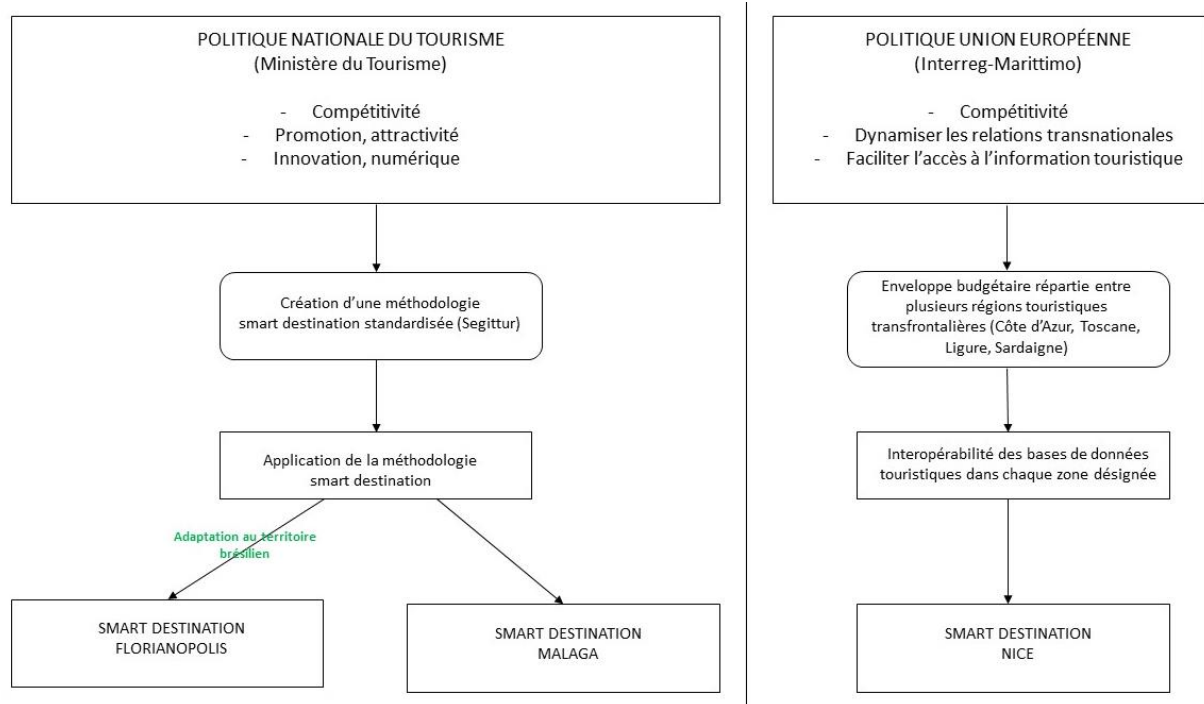 POLITIQUE NATIONALE DU TOURISME
(Ministère du Tourisme)
- Compétitivité
- Promotion, attractivité
- Innovation, numérique
Création d’une méthodologie
smart destination standardisée (Segittur)
Application de la méthodologie
smart destination
Adaptation au territoire
brésilien
SMART DESTINATION
FLORIANOPOLIS
SMART DESTINATION
MALAGA
POLITIQUE UNION EUROPÉENNE
(Interreg-Marittimo)
- Compétitivité
- Dynamiser les relations transnationales
- Faciliter l’accès à l’information touristique
Enveloppe budgétaire répartie entre
plusieurs régions touristiques
transfrontalières (Côte d’Azur, Toscane,
Ligure, Sardaigne)
Interopérabilité des bases de données
touristiques dans chaque zone désignée
SMART DESTINATION
NICE